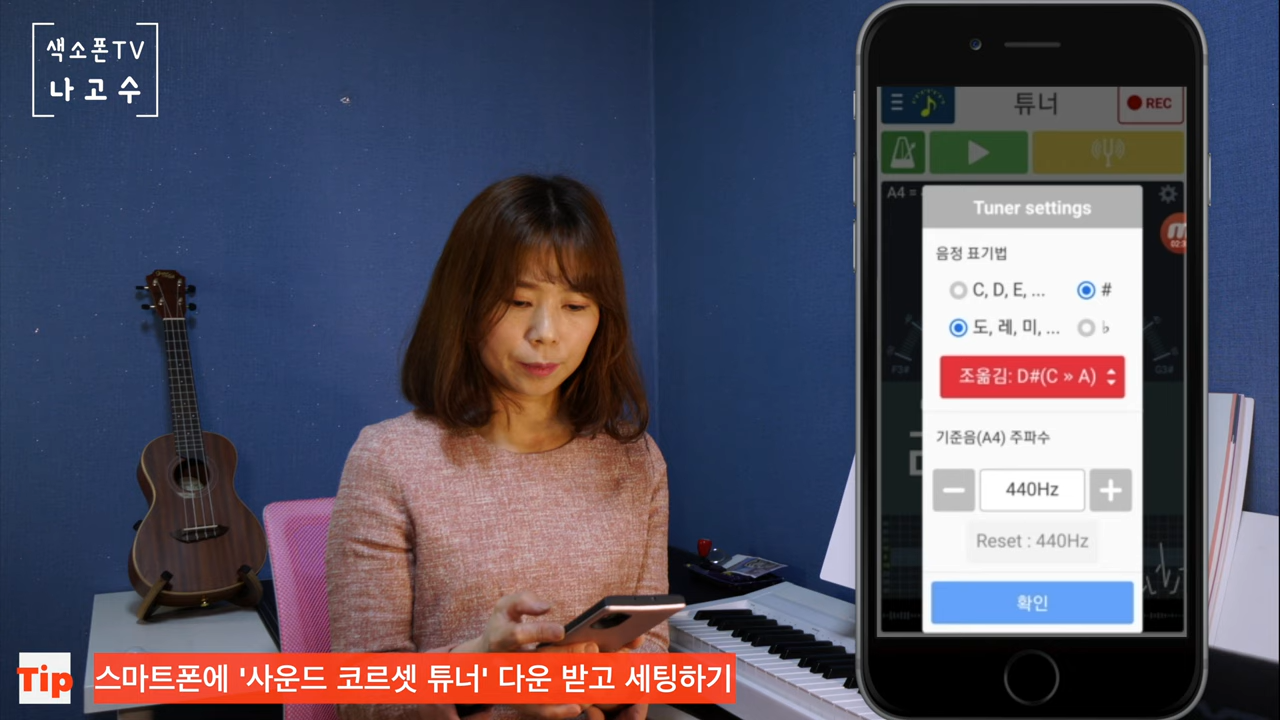 색소폰TV
나고수
튜너
REC
A4 =
Tuner settings
음정 표기법
C, D, E, ...
#
도, 레, 미, ...
♭
조옮김: D#(C » A)
F3#
G3#
기준음(A4) 주파수
440Hz
Reset : 440Hz
확인
Tip
스마트폰에 '사운드 코르셋 튜너' 다운 받고 세팅하기